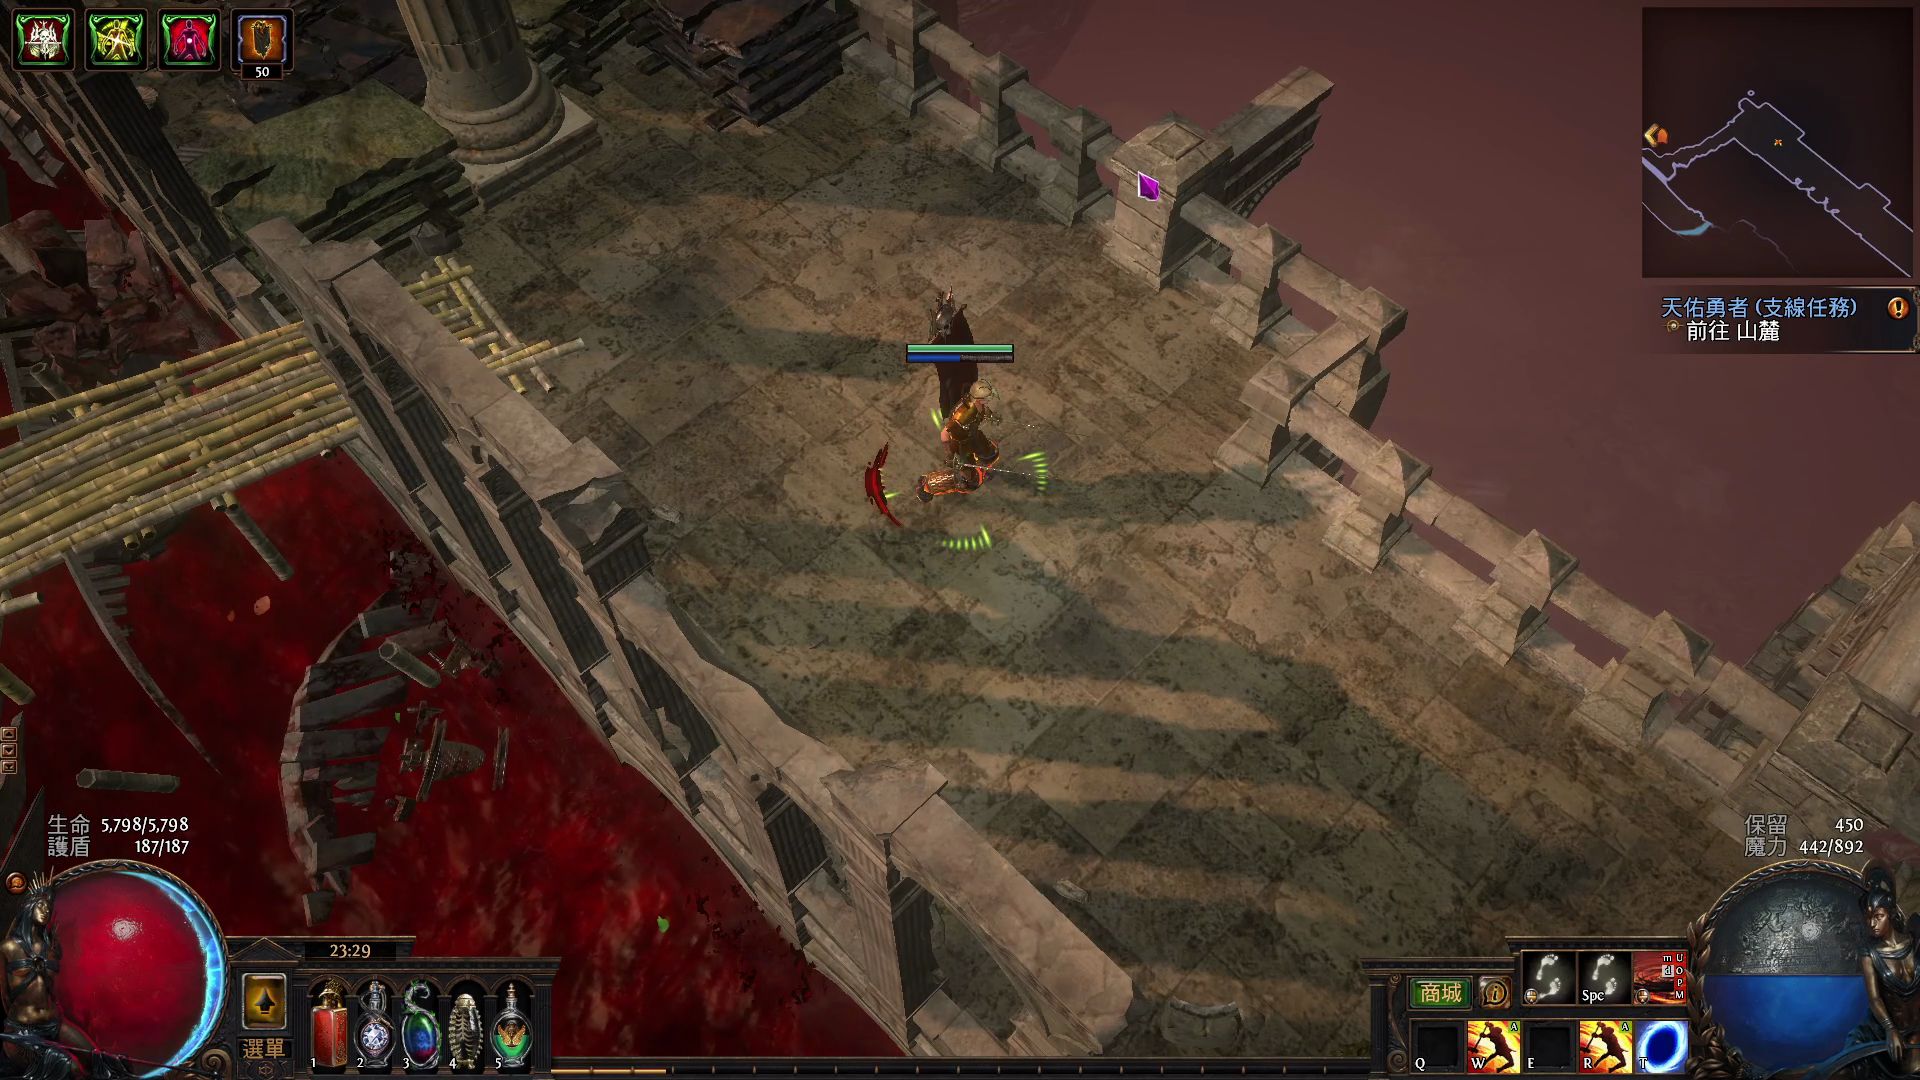 50
天佑勇者 (支線任務)
前往 山麓
生命 5,798/5,798
護盾 187/187
保留 450
魔力 442/892
23:29
選單
1 2 3 4 5
商城
Spc
Q W A E R A T